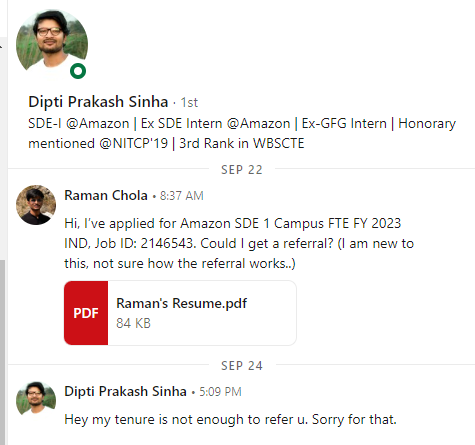 Dipti Prakash Sinha · 1st
SDE-I @Amazon | Ex SDE Intern @Amazon | Ex-GFG Intern | Honorary
mentioned @NITCP'19 | 3rd Rank in WBSCTE
SEP 22
Raman Chola • 8:37 AM
Hi, I've applied for Amazon SDE 1 Campus FTE FY 2023
IND, Job ID: 2146543. Could I get a referral? (I am new to
this, not sure how the referral works..)
PDF
Raman's Resume.pdf
84 KB
SEP 24
Dipti Prakash Sinha • 5:09 PM
Hey my tenure is not enough to refer u. Sorry for that.